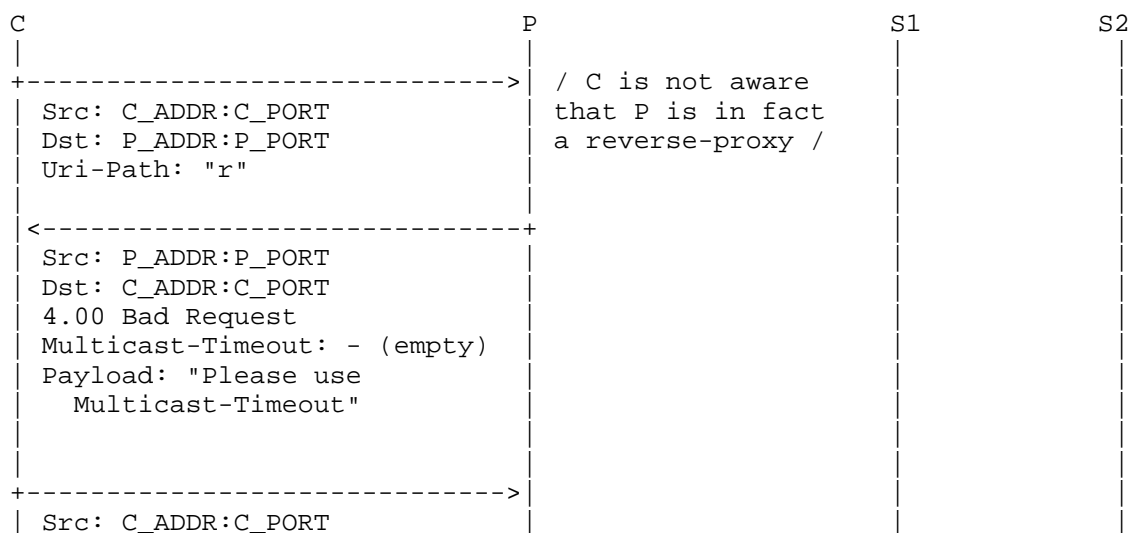 C                               P                      S1            S2
|                               |                      |             |
+------------------------------>| / C is not aware     |             |
| Src: C_ADDR:C_PORT            | that P is in fact    |             |
| Dst: P_ADDR:P_PORT            | a reverse-proxy /    |             |
| Uri-Path: "r"                 |                      |             |
|                               |                      |             |
|<------------------------------+                      |             |
| Src: P_ADDR:P_PORT            |                      |             |
| Dst: C_ADDR:C_PORT            |                      |             |
| 4.00 Bad Request              |                      |             |
| Multicast-Timeout: - (empty)  |                      |             |
| Payload: "Please use          |                      |             |
|   Multicast-Timeout"          |                      |             |
|                               |                      |             |
|                               |                      |             |
+------------------------------>|                      |             |
| Src: C_ADDR:C_PORT            |                      |             |